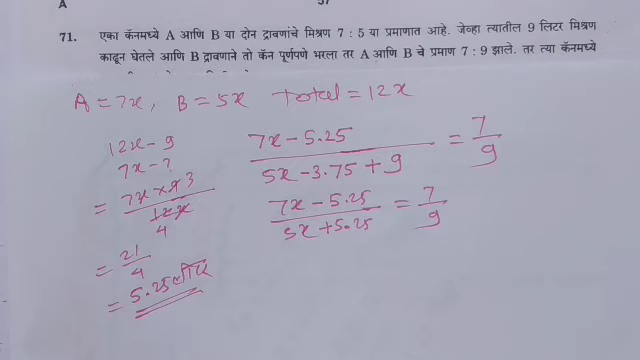 A 37
71. एका कॅनमध्ये A आणि B या दोन द्रावणांचे मिश्रण 7 : 5 या प्रमाणात आहे. जेव्हा त्यातील 9 लिटर मिश्रण
काढून घेतले आणि B द्रावणाने तो कॅन पूर्णपणे भरला तर A आणि B चे प्रमाण 7 : 9 झाले. तर त्या कॅनमध्ये
A = 7x, B = 5x Total = 12x
12x - 9
7x - ?
= 7x × 9 3 / 12x 4
= 21/4
= 5.25 लीटर
7x - 5.25 / 5x - 3.75 + 9 = 7/9
7x - 5.25 / 5x + 5.25 = 7/9